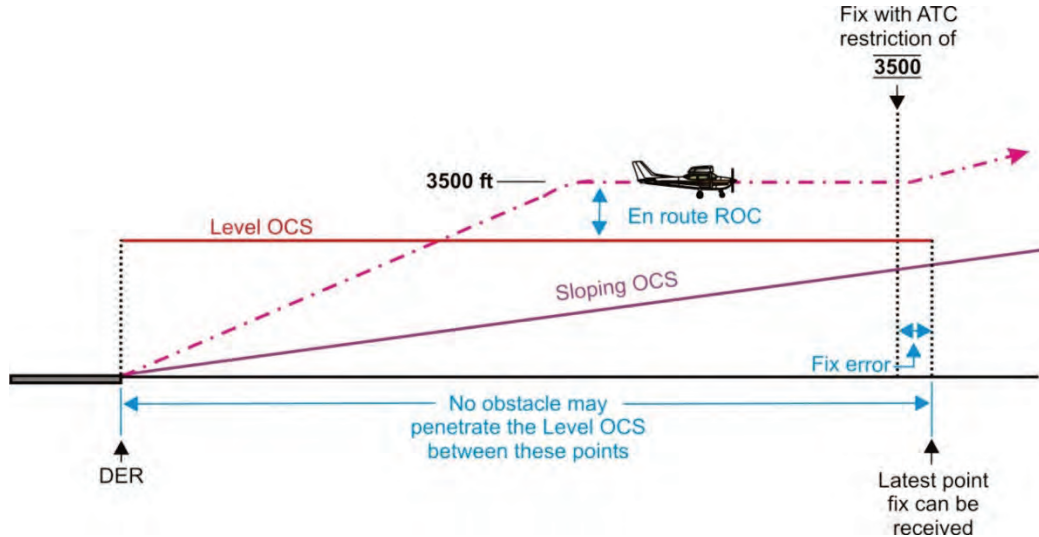 Fix with ATC
restriction of
3500
3500 ft
En route ROC
Level OCS
Sloping OCS
Fix error
No obstacle may
penetrate the Level OCS
between these points
DER
Latest point
fix can be
received